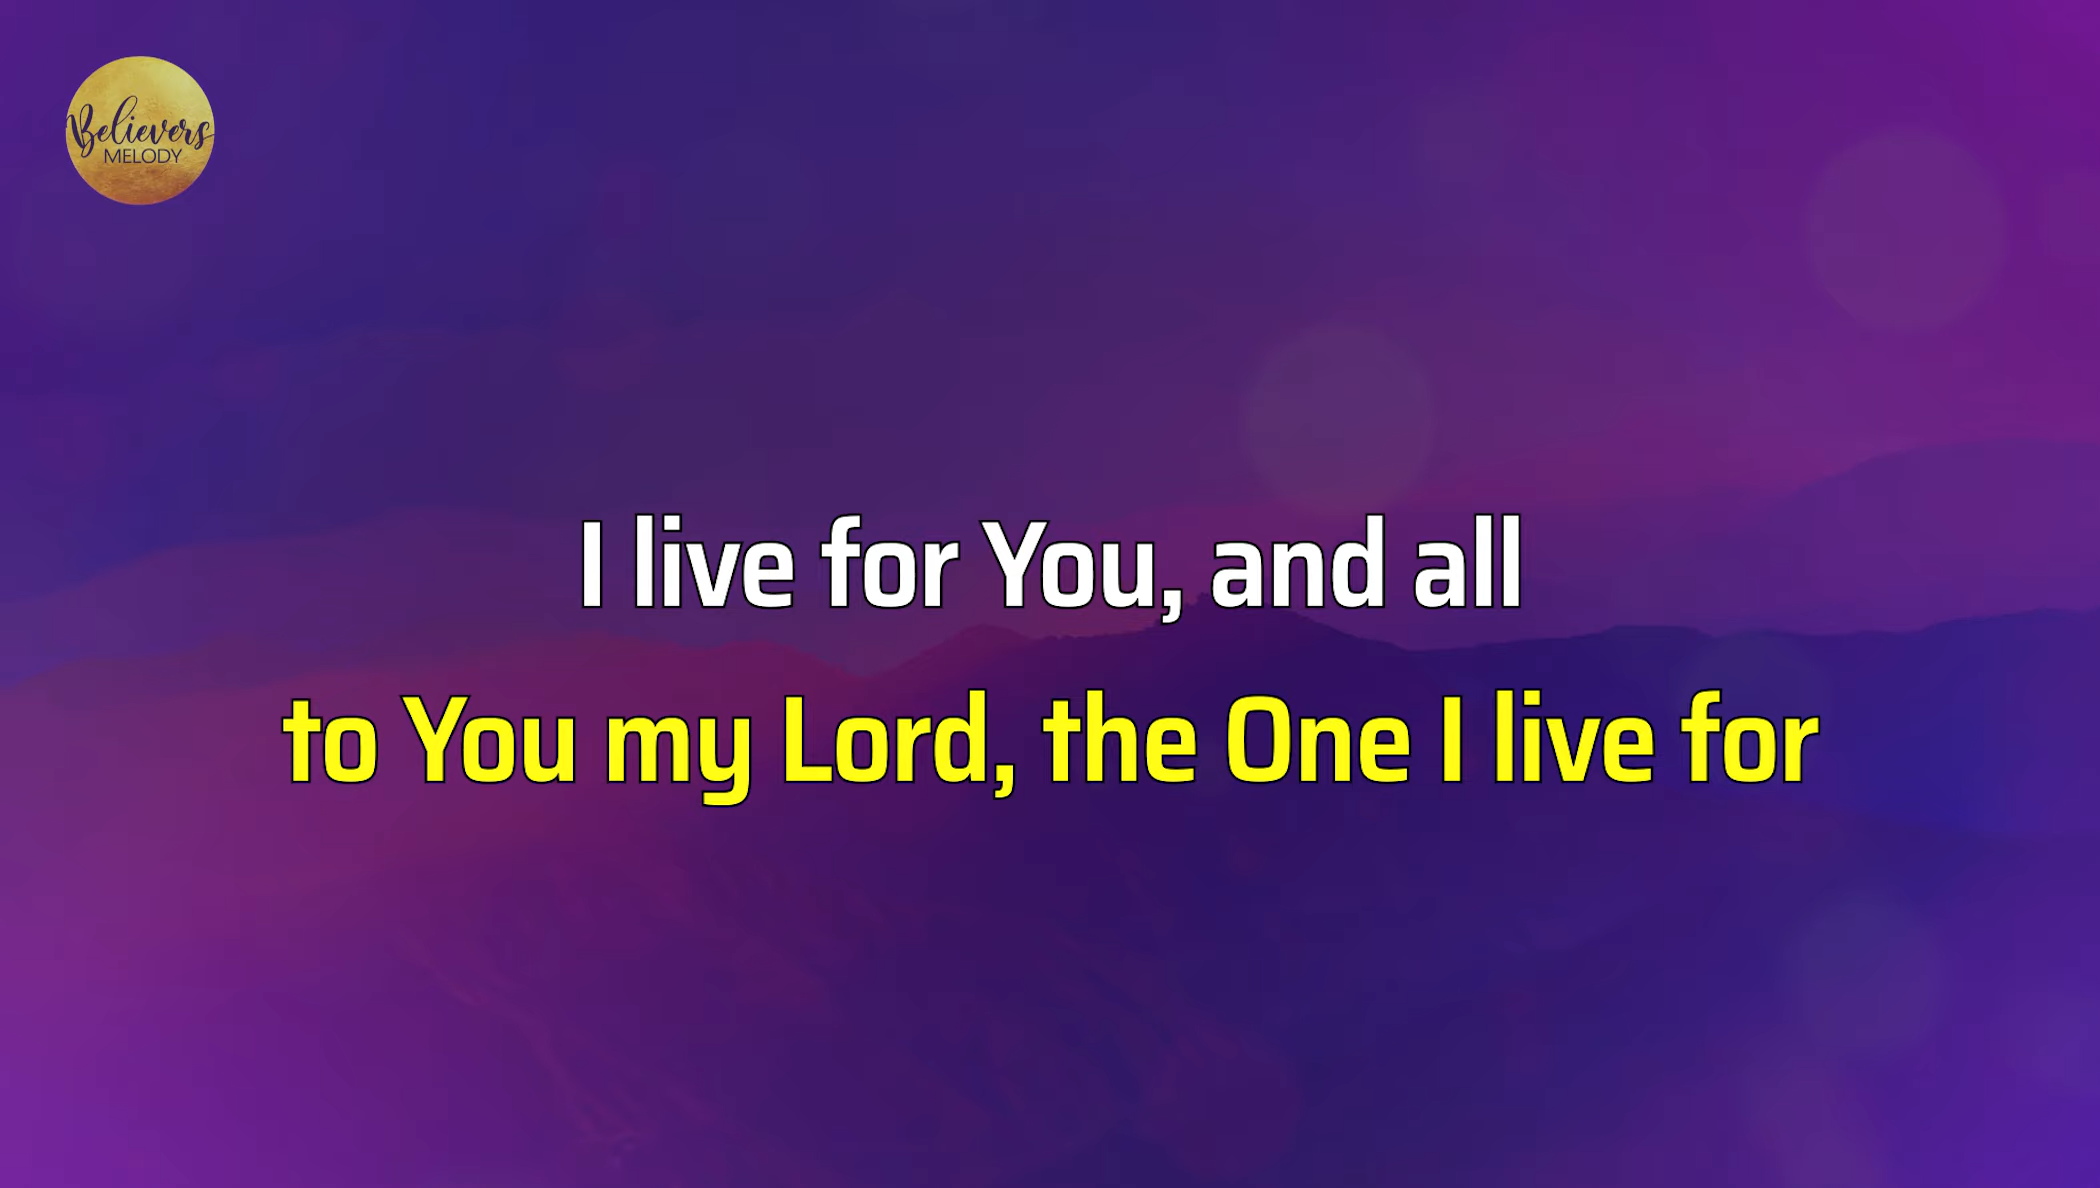 Believers
MELODY
I live for You, and all
to You my Lord, the One I live for